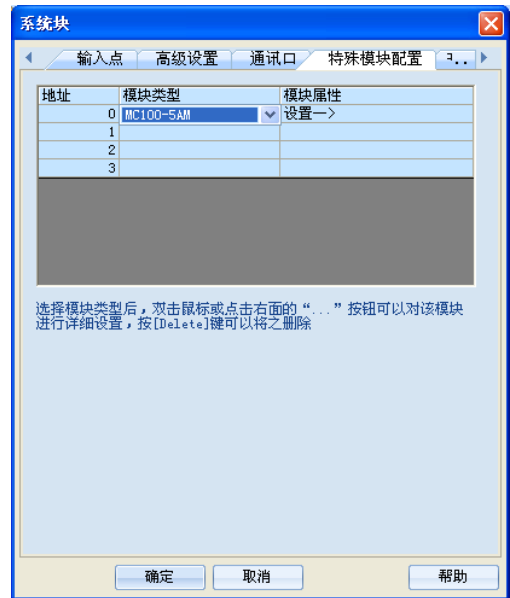 系统块
输入点 高级设置 通讯口 特殊模块配置
地址 模块类型 模块属性
0 MC100-5AM 设置一>
1
2
3
选择模块类型后，双击鼠标或点击右面的“...”按钮可以对该模块
进行详细设置，按[Delete]键可以将之删除
确定 取消 帮助